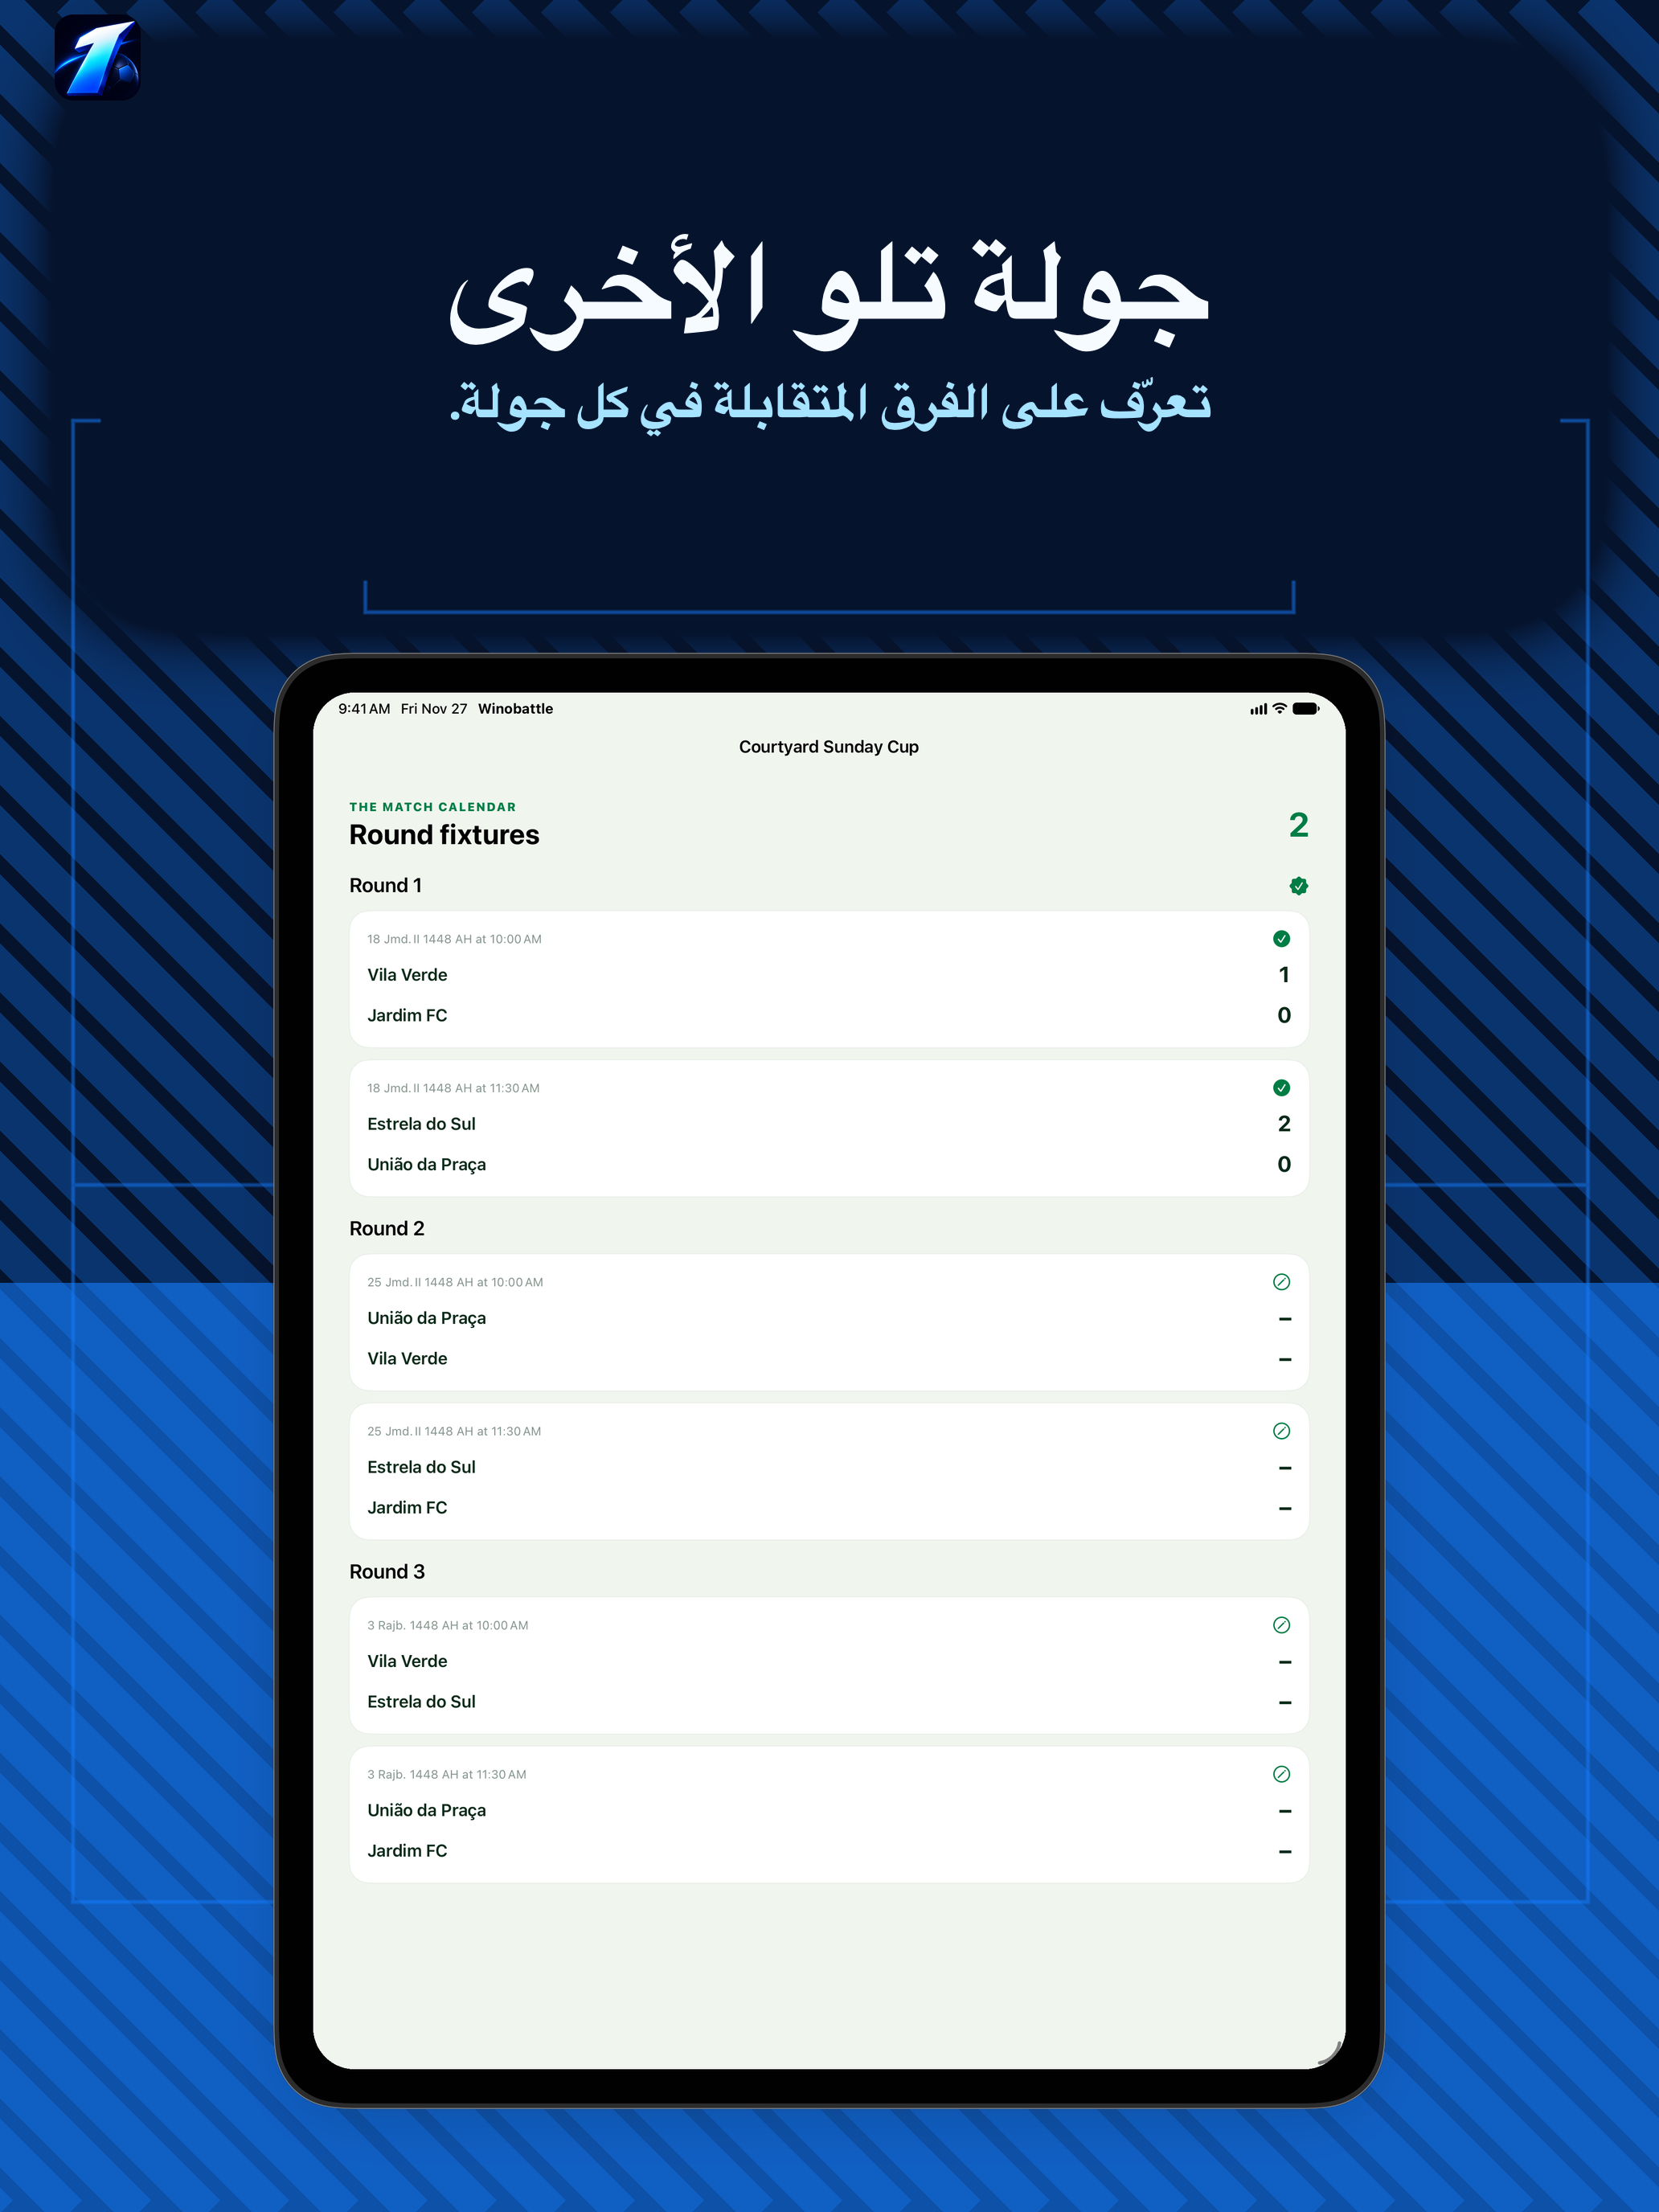 1
جولة تلو الأخرى
تعرّف على الفرق المتقابلة في كل جولة.
9:41 AM Fri Nov 27 Winobattle
Courtyard Sunday Cup
THE MATCH CALENDAR
Round fixtures 2
Round 1
18 Jmd. II 1448 AH at 10:00 AM
Vila Verde 1
Jardim FC 0
18 Jmd. II 1448 AH at 11:30 AM
Estrela do Sul 2
União da Praça 0
Round 2
25 Jmd. II 1448 AH at 10:00 AM
União da Praça –
Vila Verde –
25 Jmd. II 1448 AH at 11:30 AM
Estrela do Sul –
Jardim FC –
Round 3
3 Rajb. 1448 AH at 10:00 AM
Vila Verde –
Estrela do Sul –
3 Rajb. 1448 AH at 11:30 AM
União da Praça –
Jardim FC –